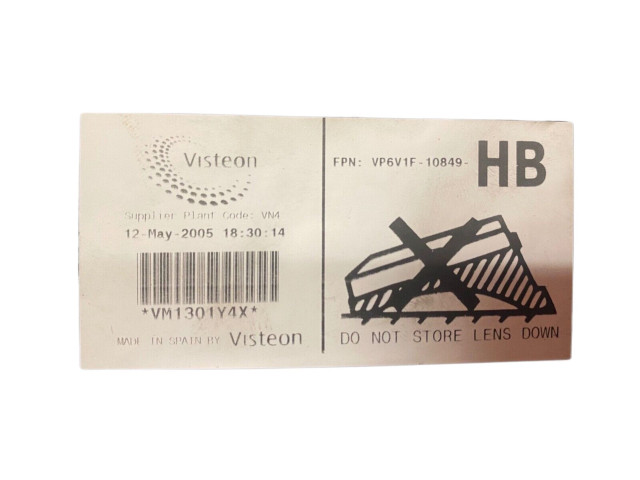 Visteon
Supplier Plant Code: VN4
12-May-2005 18:30:14
*VM1301Y4X*
MADE IN SPAIN BY Visteon
FPN: VP6V1F-10849-HB
DO NOT STORE LENS DOWN